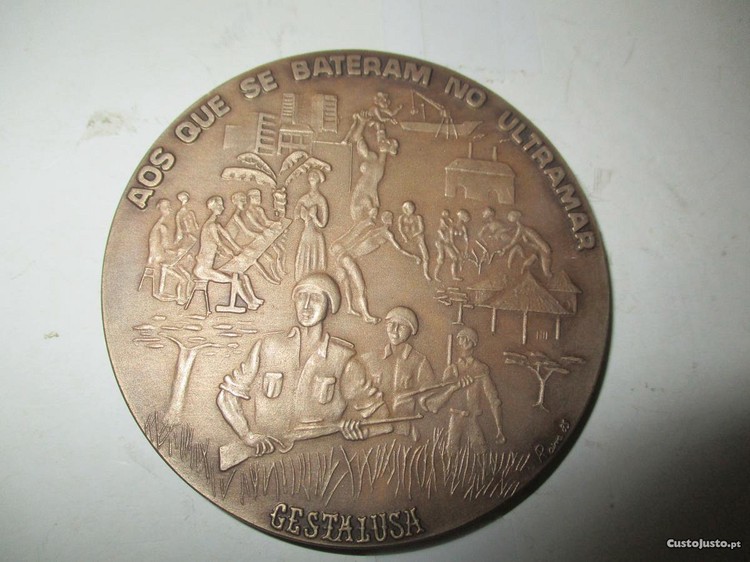 AOS QUE SE BATERAM NO ULTRAMAR
GESTALUSA
CustoJusto.pt